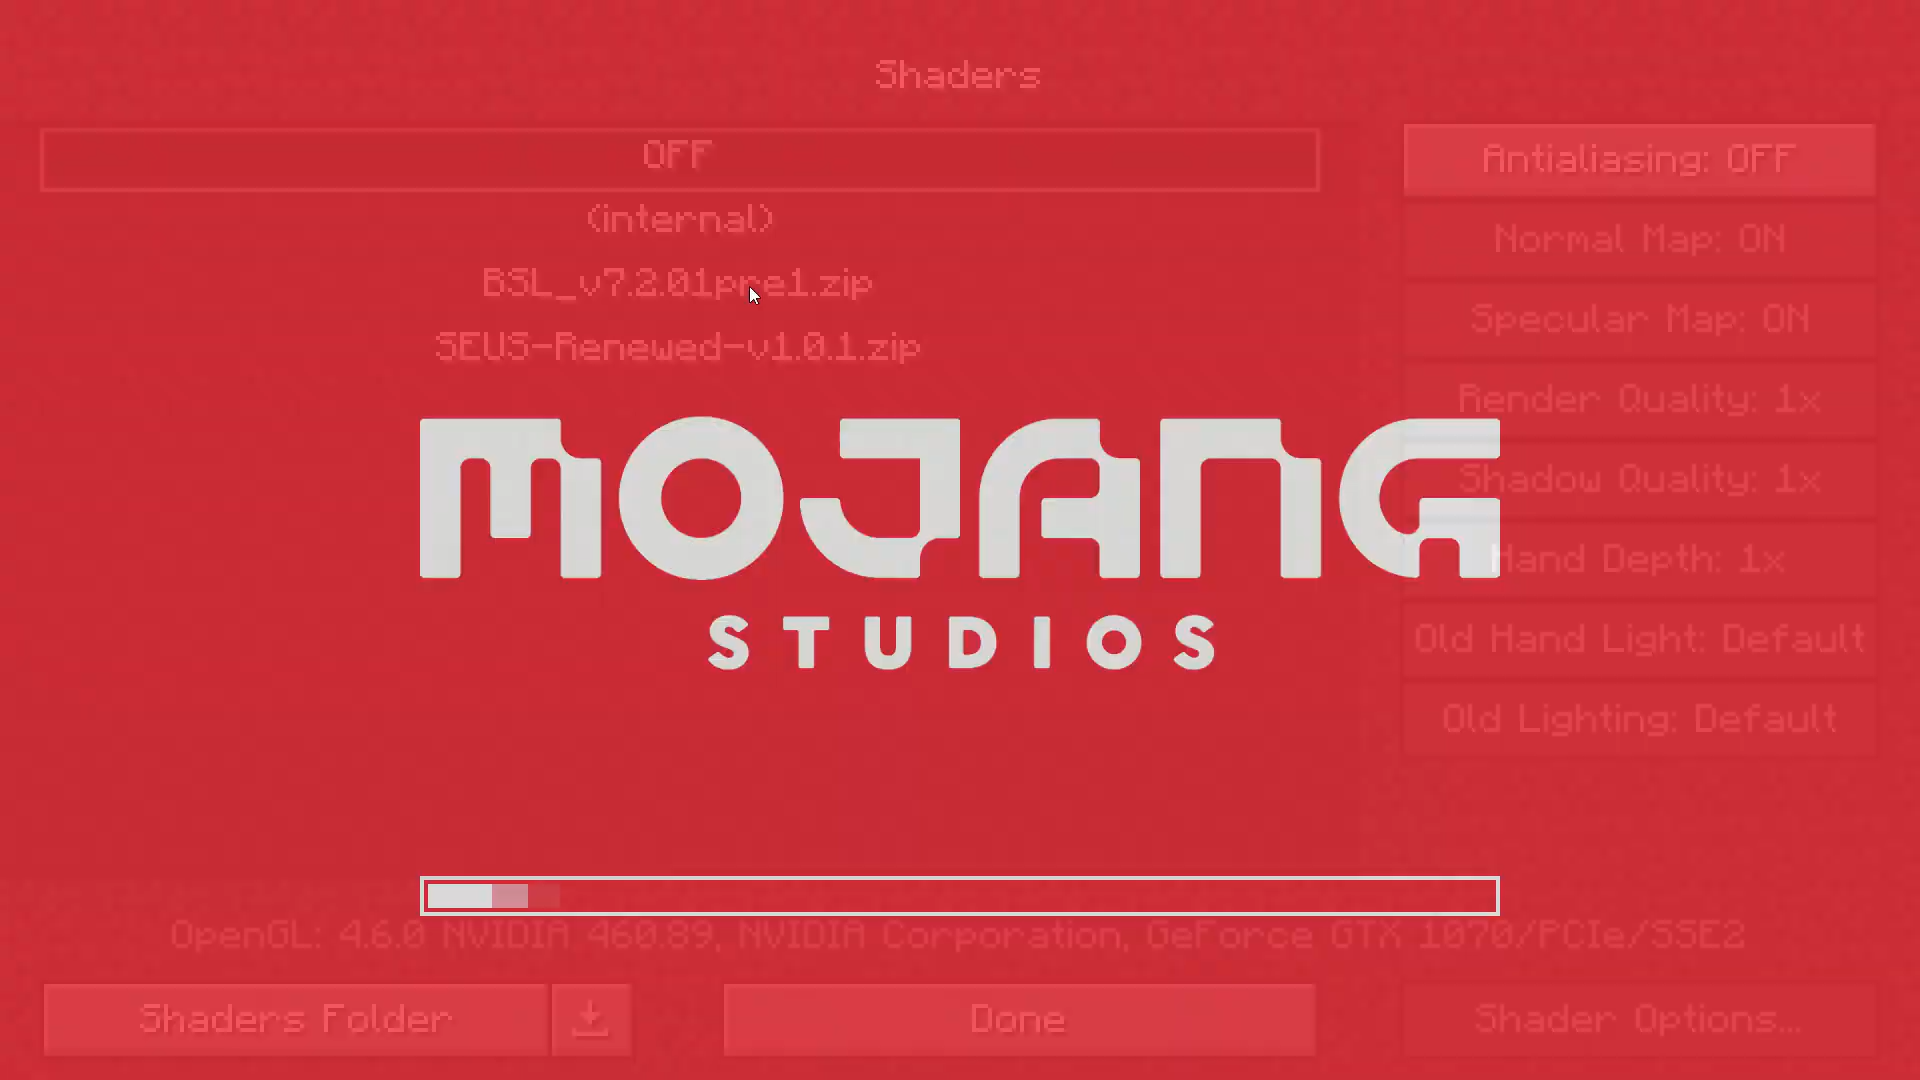 Shaders
OFF
(internal)
BSL_v7.2.01pre1.zip
SEUS-Renewed-v1.0.1.zip
Antialiasing: OFF
Normal Map: ON
Specular Map: ON
Render Quality: 1x
Shadow Quality: 1x
Hand Depth: 1x
Old Hand Light: Default
Old Lighting: Default
MOJANG
STUDIOS
OpenGL: 4.6.0 NVIDIA 460.89, NVIDIA Corporation, GeForce GTX 1070/PCIe/SSE2
Shaders Folder
Done
Shader Options...